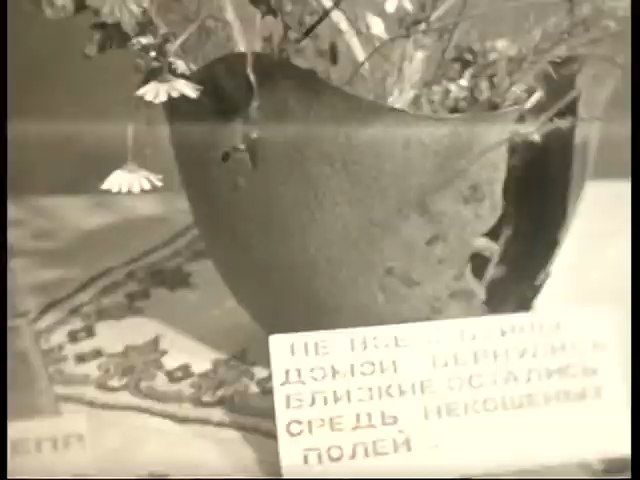 НЕ ВСЕ
ДОМОЙ ВЕРНУЛИСЬ
БЛИЗКИЕ ОСТАЛИСЬ
СРЕДЬ НЕКОШЕНЫХ
ПОЛЕЙ